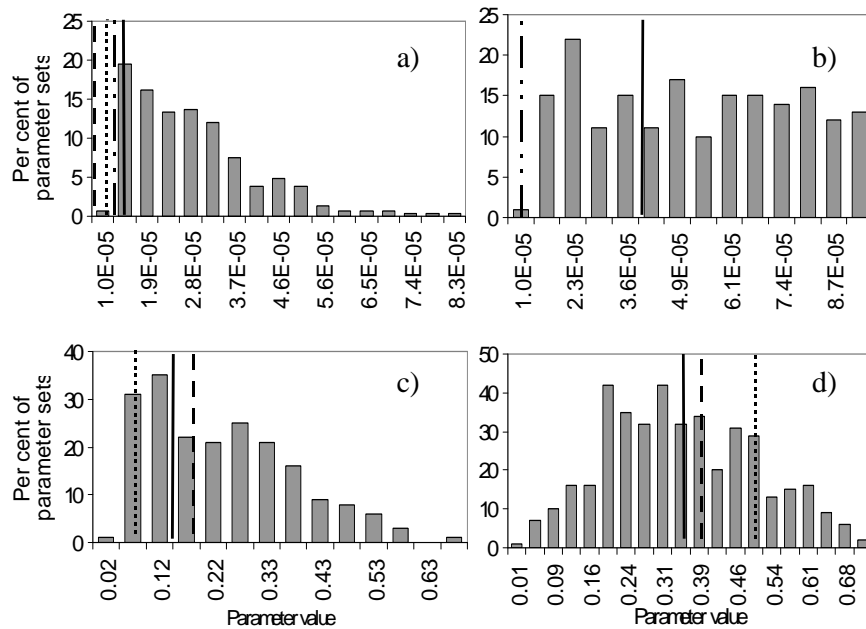 Per cent of
parameter sets
25
20
15
10
5
0
a)
1.0E-05
1.9E-05
2.8E-05
3.7E-05
4.6E-05
5.6E-05
6.5E-05
7.4E-05
8.3E-05
25
20
15
10
5
0
b)
1.0E-05
2.3E-05
3.6E-05
4.9E-05
6.1E-05
7.4E-05
8.7E-05
Per cent of
parameter sets
40
30
20
10
0
c)
0.02
0.12
0.22
0.33
0.43
0.53
0.63
Parameter value
50
40
30
20
10
0
d)
0.01
0.09
0.16
0.24
0.31
0.39
0.46
0.54
0.61
0.68
Parameter value